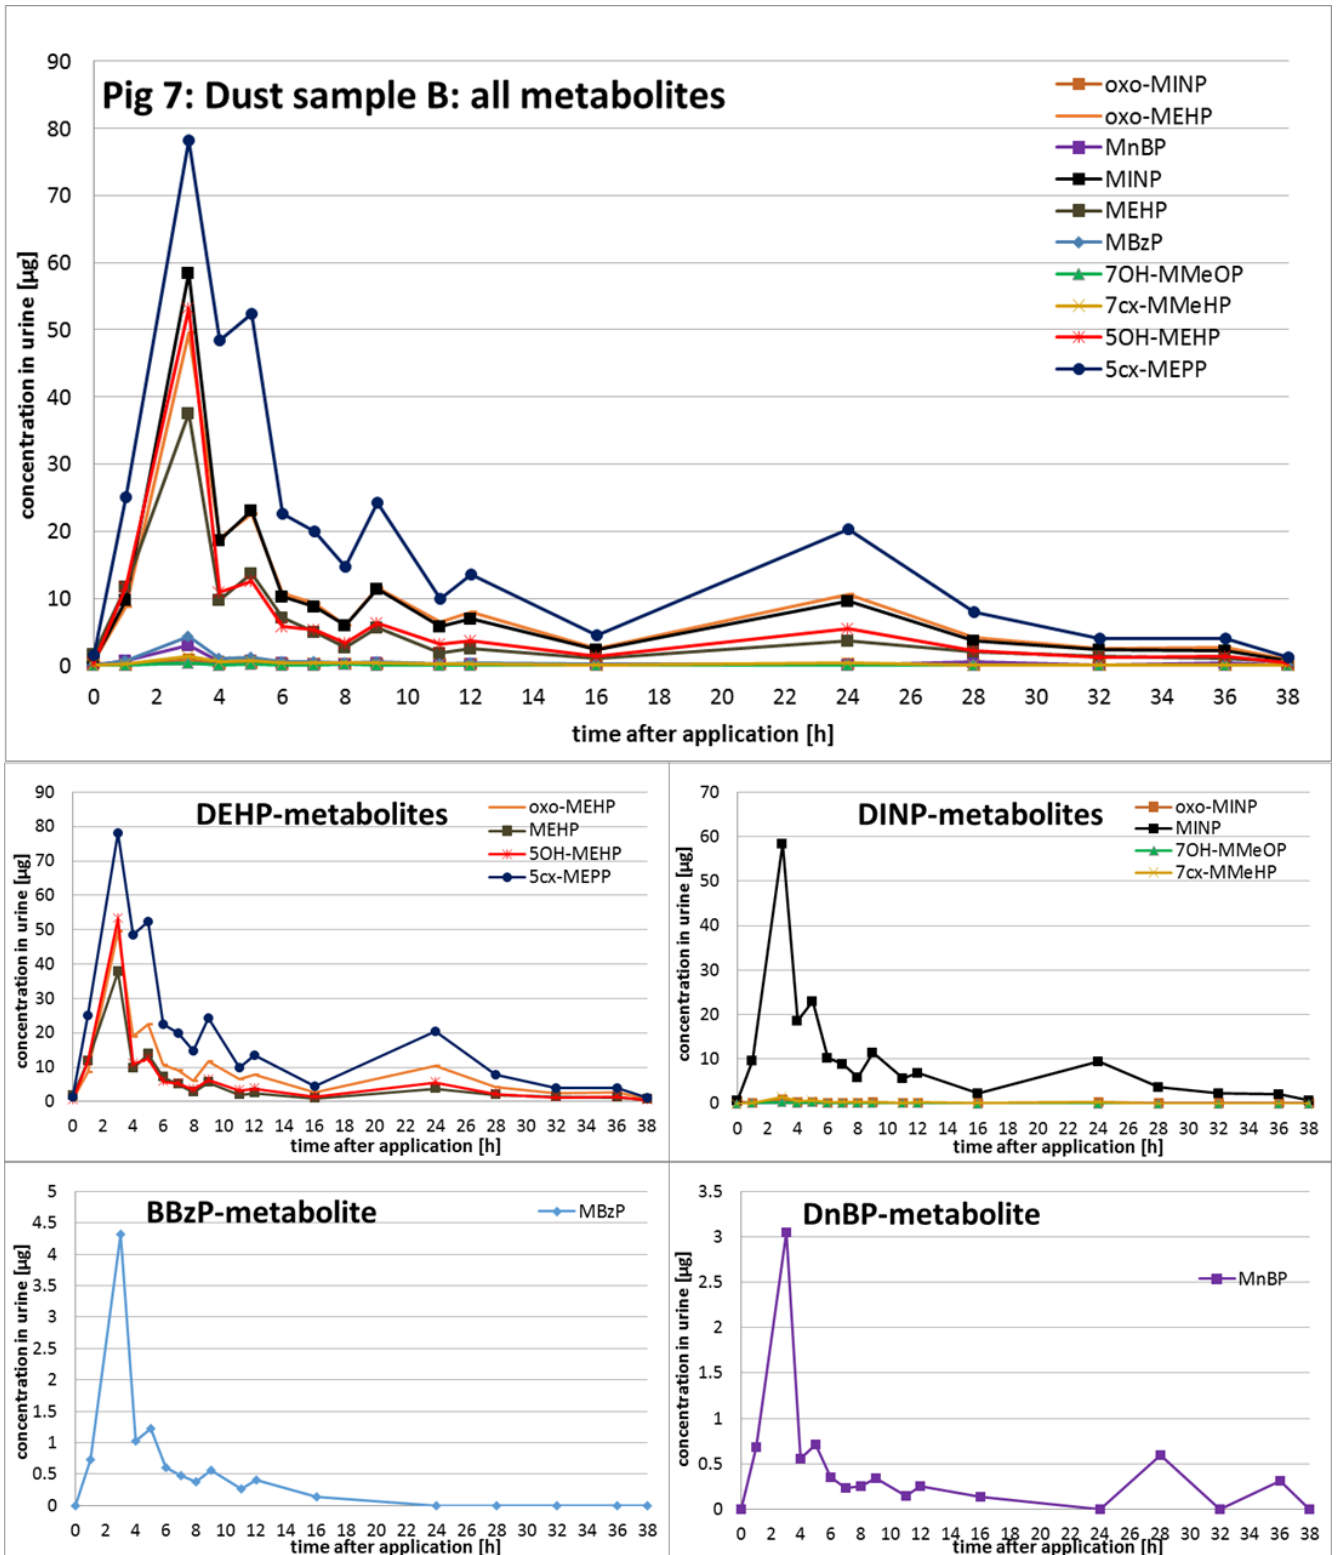 Pig 7: Dust sample B: all metabolites
concentration in urine [µg]
90
80
70
60
50
40
30
20
10
0
oxo-MINP
oxo-MEHP
MnBP
MINP
MEHP
MBzP
7OH-MMeOP
7cx-MMeHP
5OH-MEHP
5cx-MEPP
0 2 4 6 8 10 12 14 16 18 20 22 24 26 28 30 32 34 36 38
time after application [h]
DEHP-metabolites
concentration in urine [µg]
90
80
70
60
50
40
30
20
10
0
oxo-MEHP
MEHP
5OH-MEHP
5cx-MEPP
0 2 4 6 8 10 12 14 16 18 20 22 24 26 28 30 32 34 36 38
time after application [h]
DINP-metabolites
concentration in urine [µg]
70
60
50
40
30
20
10
0
oxo-MINP
MINP
7OH-MMeOP
7cx-MMeHP
0 2 4 6 8 10 12 14 16 18 20 22 24 26 28 30 32 34 36 38
time after application [h]
BBzP-metabolite
concentration in urine [µg]
5
4.5
4
3.5
3
2.5
2
1.5
1
0.5
0
MBzP
0 2 4 6 8 10 12 14 16 18 20 22 24 26 28 30 32 34 36 38
time after application [h]
DnBP-metabolite
concentration in urine [µg]
3.5
3
2.5
2
1.5
1
0.5
0
MnBP
0 2 4 6 8 10 12 14 16 18 20 22 24 26 28 30 32 34 36 38
time after application [h]